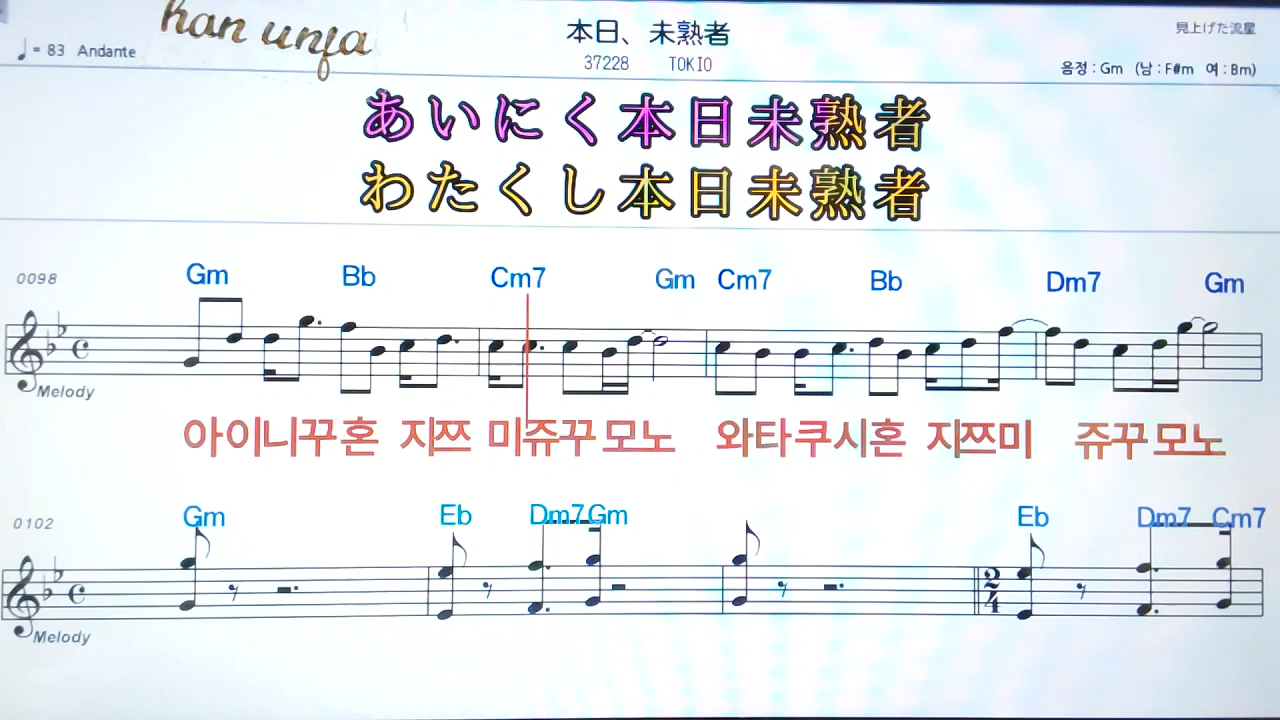 han unja
本日、未熟者
見上げた流星
♩= 83 Andante
37228 TOKIO
음정 : Gm (남 : F#m 여 : Bm)
あいにく本日未熟者
わたくし本日未熟者
0098
Gm Bb Cm7 Gm Cm7 Bb Dm7 Gm
Melody
아이니꾸혼 지쯔 미쥬꾸모노 와타쿠시혼 지쯔미 쥬꾸모노
0102
Gm Eb Dm7 Gm Eb Dm7 Cm7
2
4
Melody